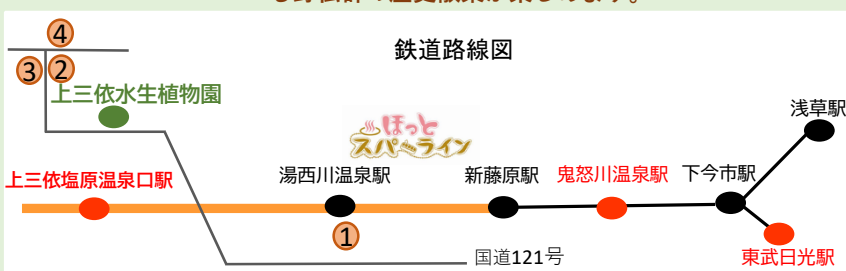 ④
鉄道路線図
③ ②
上三依水生植物園
浅草駅
ほっと
スパ～ライン
上三依塩原温泉口駅
湯西川温泉駅
新藤原駅
鬼怒川温泉駅
下今市駅
①
国道121号
東武日光駅